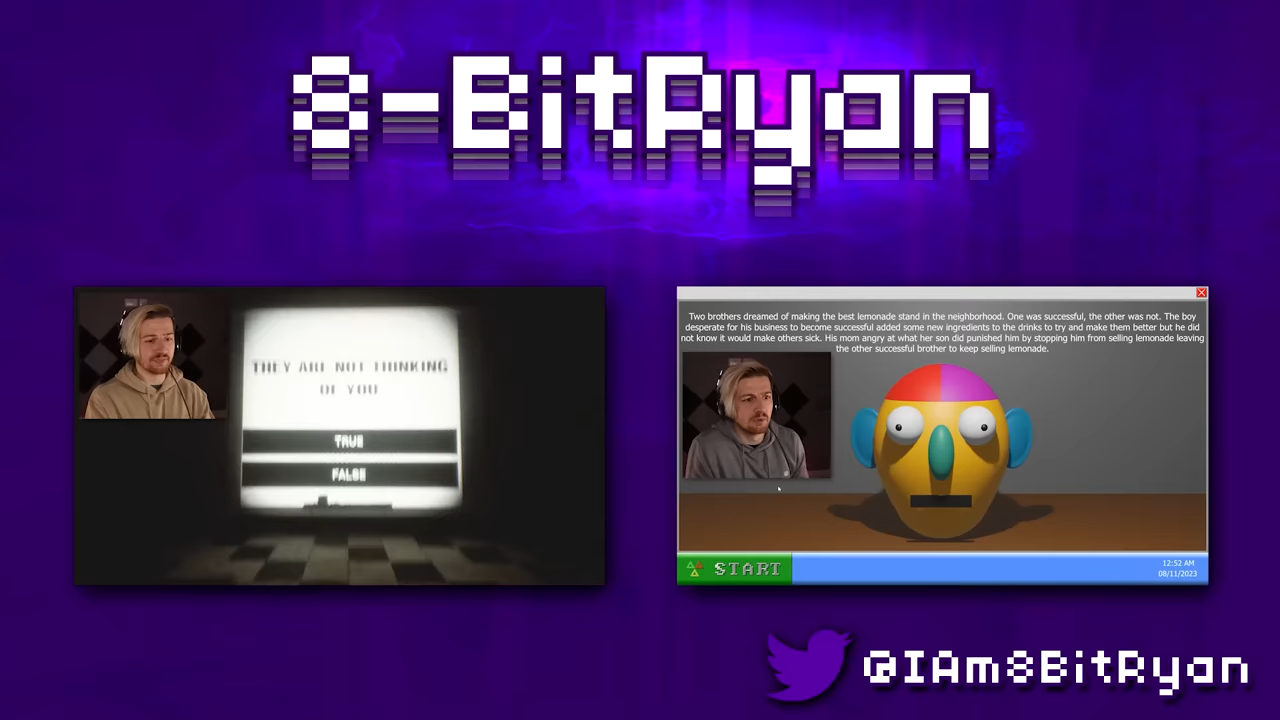 8-BitRyan
THEY ARE NOT THINKING
OF YOU
TRUE
FALSE
Two brothers dreamed of making the best lemonade stand in the neighborhood. One was successful, the other was not. The boy
desperate for his business to become successful added some new ingredients to the drinks to try and make them better but he did
not know it would make others sick. His mom angry at what her son did punished him by stopping him from selling lemonade leaving
the other successful brother to keep selling lemonade.
START
12:52 AM
08/11/2023
@IAm8BitRyan